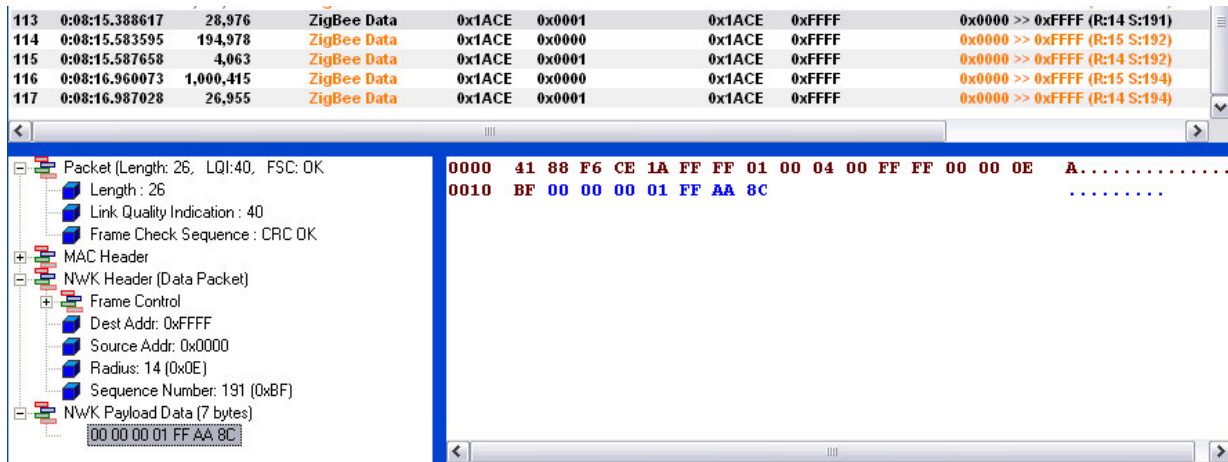 113 0:08:15.388617 28,976 ZigBee Data 0x1ACE 0x0001 0x1ACE 0xFFFF 0x0000 >> 0xFFFF (R:14 S:191)
114 0:08:15.583595 194,978 ZigBee Data 0x1ACE 0x0000 0x1ACE 0xFFFF 0x0000 >> 0xFFFF (R:15 S:192)
115 0:08:15.587658 4,063 ZigBee Data 0x1ACE 0x0001 0x1ACE 0xFFFF 0x0000 >> 0xFFFF (R:14 S:192)
116 0:08:16.960073 1,000,415 ZigBee Data 0x1ACE 0x0000 0x1ACE 0xFFFF 0x0000 >> 0xFFFF (R:15 S:194)
117 0:08:16.987028 26,955 ZigBee Data 0x1ACE 0x0001 0x1ACE 0xFFFF 0x0000 >> 0xFFFF (R:14 S:194)
Packet (Length: 26, LQI:40, FSC: OK
Length : 26
Link Quality Indication : 40
Frame Check Sequence : CRC OK
MAC Header
NWK Header (Data Packet)
Frame Control
Dest Addr: 0xFFFF
Source Addr: 0x0000
Radius: 14 (0x0E)
Sequence Number: 191 (0xBF)
NWK Payload Data (7 bytes)
00 00 00 01 FF AA 8C
0000 41 88 F6 CE 1A FF FF 01 00 04 00 FF FF 00 00 0E A..............
0010 BF 00 00 00 01 FF AA 8C .........